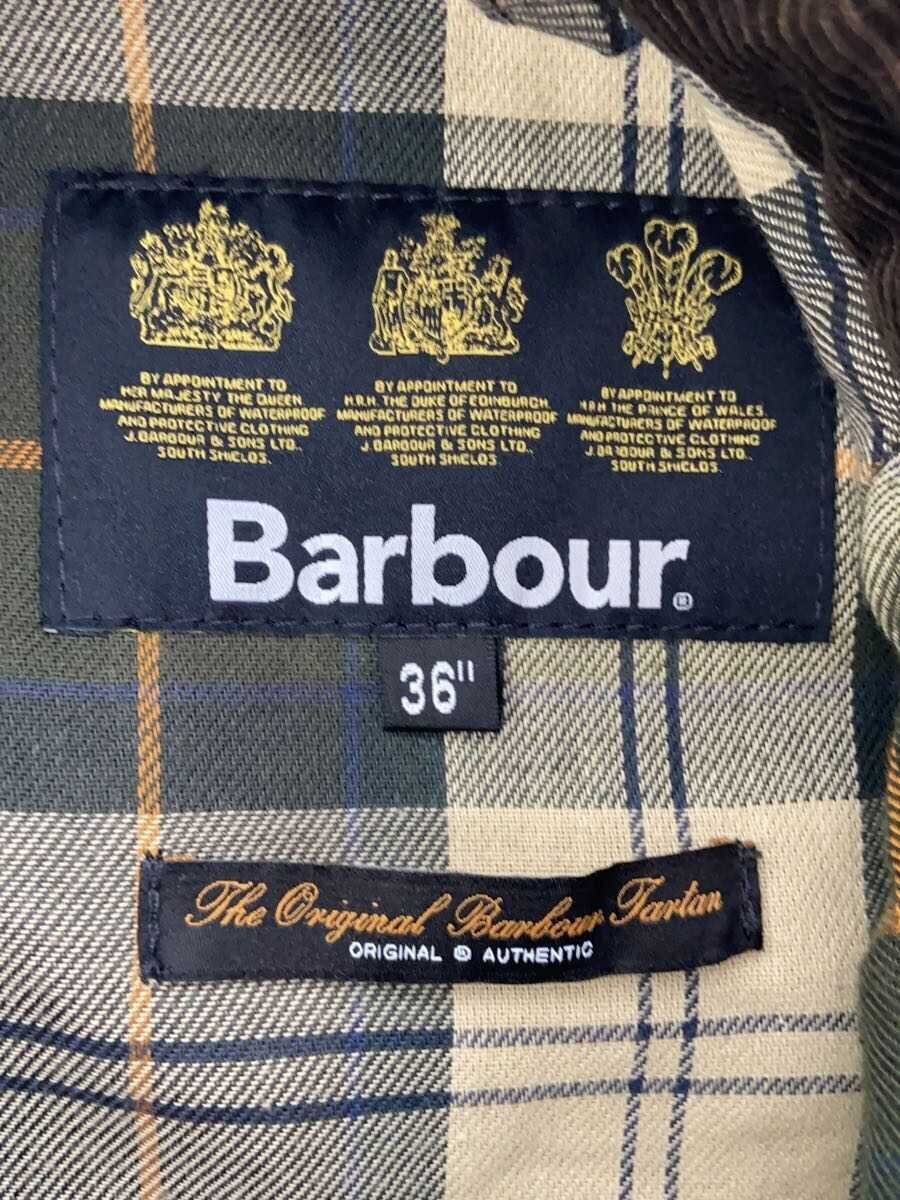 BY APPOINTMENT TO
HER MAJESTY THE QUEEN
MANUFACTURERS OF WATERPROOF
AND PROTECTIVE CLOTHING
J. BARBOUR & SONS LTD.,
SOUTH SHIELDS.
BY APPOINTMENT TO
H.R.H. THE DUKE OF EDINBURGH
MANUFACTURERS OF WATERPROOF
AND PROTECTIVE CLOTHING
J. BARBOUR & SONS LTD.,
SOUTH SHIELDS.
BY APPOINTMENT TO
H.R.H. THE PRINCE OF WALES
MANUFACTURERS OF WATERPROOF
AND PROTECTIVE CLOTHING
J. BARBOUR & SONS LTD.,
SOUTH SHIELDS.
Barbour®
36"
The Original Barbour Tartan
ORIGINAL ® AUTHENTIC